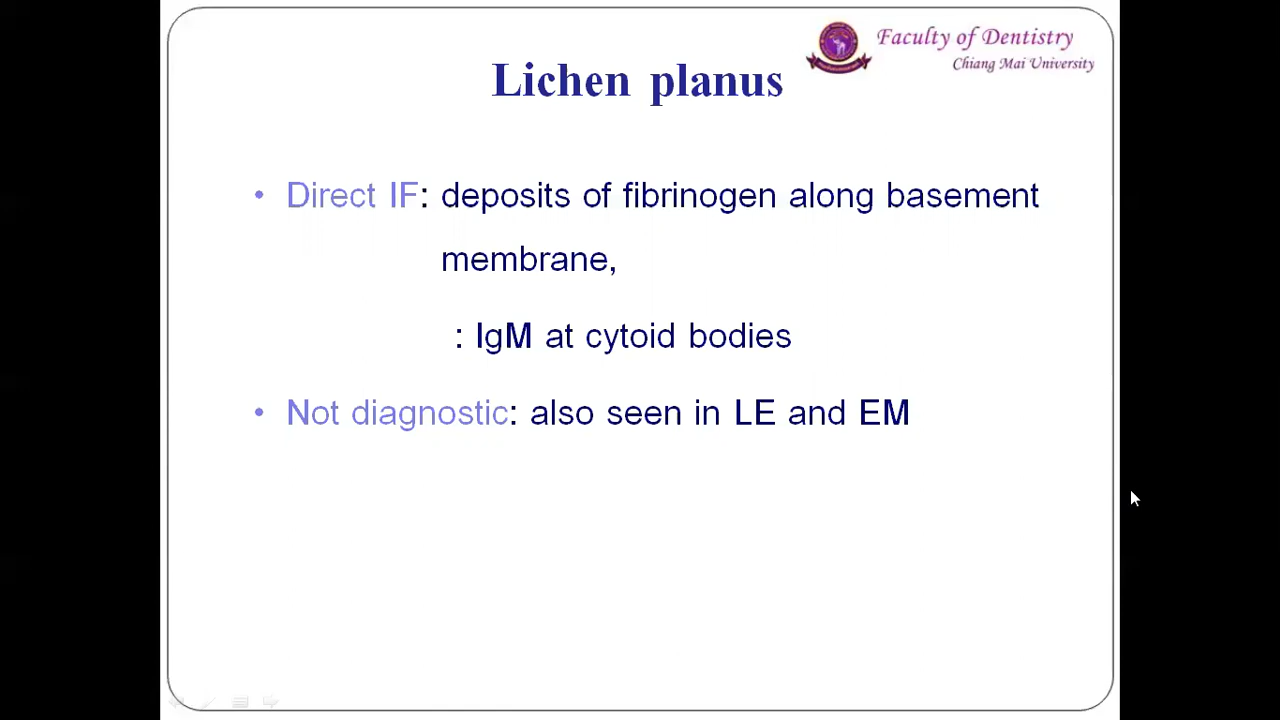 Faculty of Dentistry
Chiang Mai University
Lichen planus
• Direct IF: deposits of fibrinogen along basement
membrane,
: IgM at cytoid bodies
• Not diagnostic: also seen in LE and EM